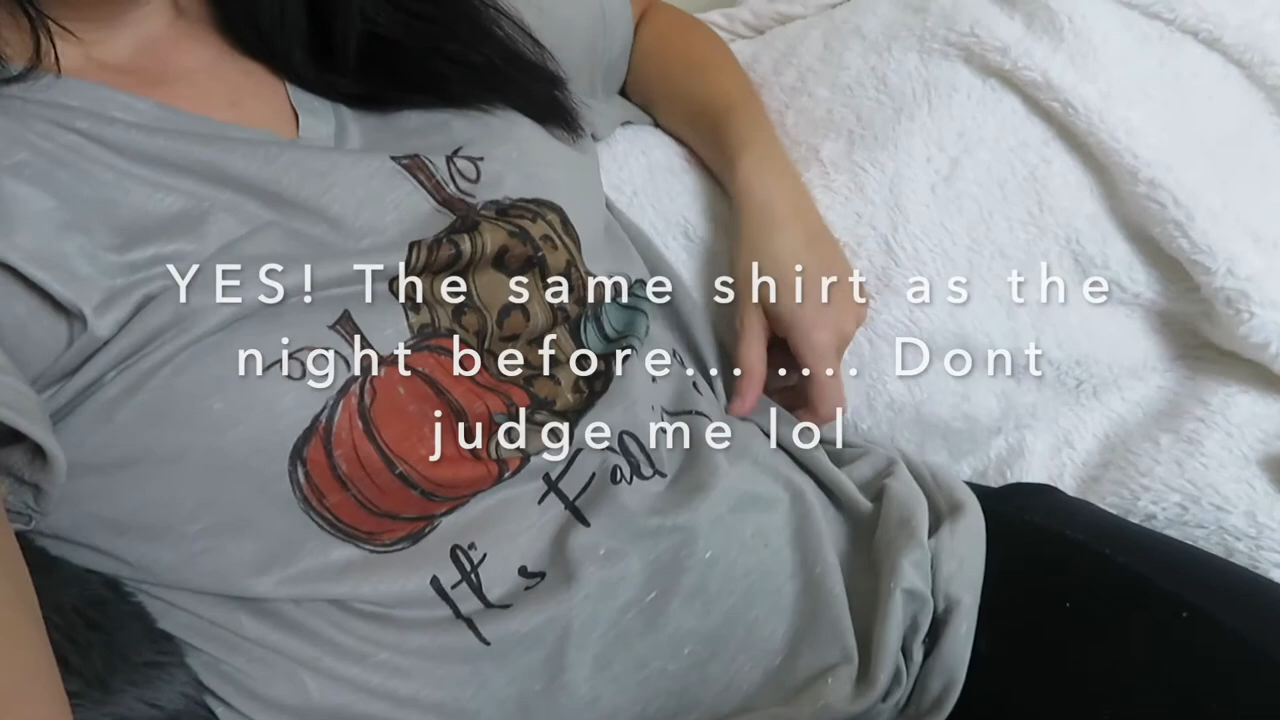 YES! The same shirt as the
night before... .... Dont
judge me lol
It's Fall